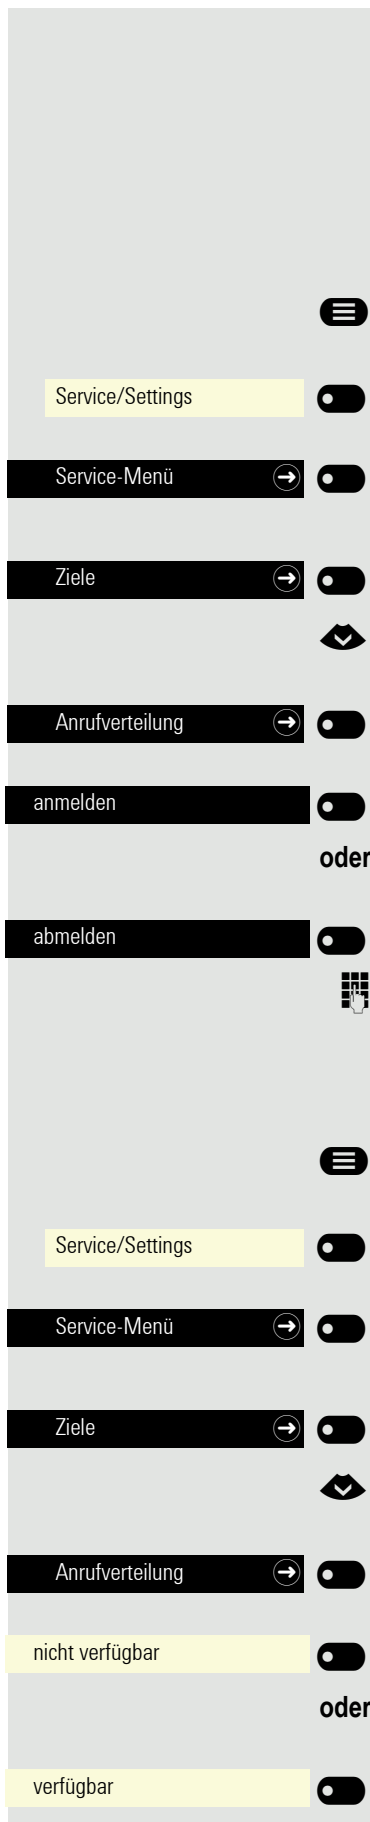 Service/Settings
Service-Menü
Ziele
Anrufverteilung
anmelden
oder
abmelden
Service/Settings
Service-Menü
Ziele
Anrufverteilung
nicht verfügbar
oder
verfügbar